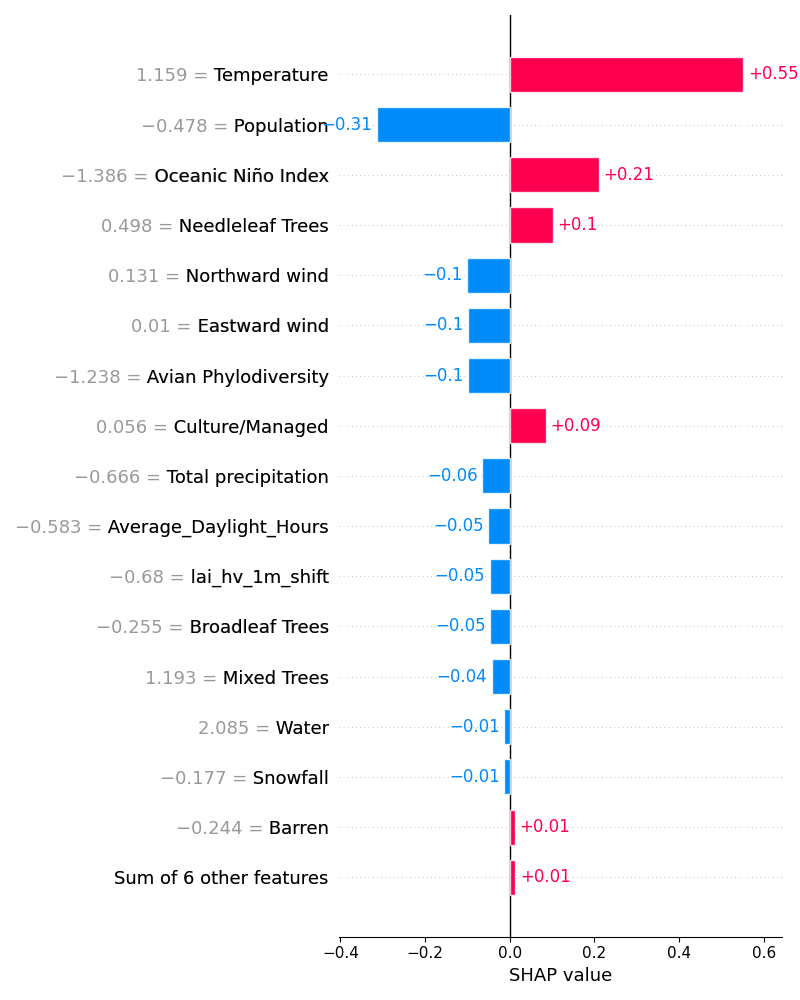 1.159 = Temperature +0.55
−0.478 = Population −0.31
−1.386 = Oceanic Niño Index +0.21
0.498 = Needleleaf Trees +0.1
0.131 = Northward wind −0.1
0.01 = Eastward wind −0.1
−1.238 = Avian Phylodiversity −0.1
0.056 = Culture/Managed +0.09
−0.666 = Total precipitation −0.06
−0.583 = Average_Daylight_Hours −0.05
−0.68 = lai_hv_1m_shift −0.05
−0.255 = Broadleaf Trees −0.05
1.193 = Mixed Trees −0.04
2.085 = Water −0.01
−0.177 = Snowfall −0.01
−0.244 = Barren +0.01
Sum of 6 other features +0.01
−0.4 −0.2 0.0 0.2 0.4 0.6
SHAP value